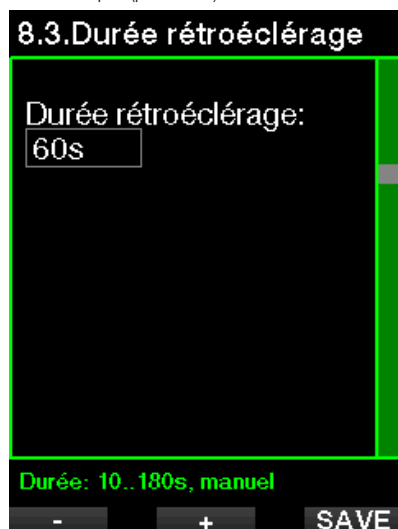 8.3.Durée rétroéclérage
Durée rétroéclérage:
60s
Durée: 10..180s, manuel
- + SAVE